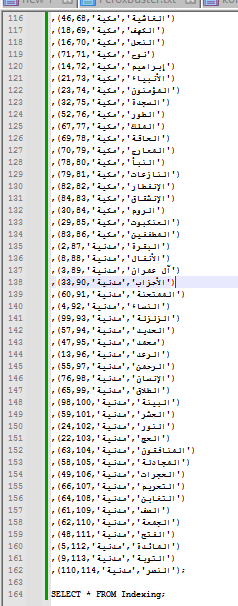 116 ,(46,68,'الغاشية','مكية')
117 ,(18,69,'الكهف','مكية')
118 ,(16,70,'النحل','مكية')
119 ,(71,71,'نوح','مكية')
120 ,(14,72,'إبراهيم','مكية')
121 ,(21,73,'الأنبياء','مكية')
122 ,(23,74,'المؤمنون','مكية')
123 ,(32,75,'السجدة','مكية')
124 ,(52,76,'الطور','مكية')
125 ,(67,77,'الملك','مكية')
126 ,(69,78,'الحاقة','مكية')
127 ,(70,79,'المعارج','مكية')
128 ,(78,80,'النبأ','مكية')
129 ,(79,81,'النازعات','مكية')
130 ,(82,82,'الإنفطار','مكية')
131 ,(84,83,'الإنشقاق','مكية')
132 ,(30,84,'الروم','مكية')
133 ,(29,85,'العنكبوت','مكية')
134 ,(83,86,'المطففين','مكية')
135 ,(2,87,'البقرة','مدنية')
136 ,(8,88,'الأنفال','مدنية')
137 ,(3,89,'آل عمران','مدنية')
138 ,(33,90,'الأحزاب','مدنية')
139 ,(60,91,'الممتحنة','مدنية')
140 ,(4,92,'النساء','مدنية')
141 ,(99,93,'الزلزلة','مدنية')
142 ,(57,94,'الحديد','مدنية')
143 ,(47,95,'محمد','مدنية')
144 ,(13,96,'الرعد','مدنية')
145 ,(55,97,'الرحمن','مدنية')
146 ,(76,98,'الإنسان','مدنية')
147 ,(65,99,'الطلاق','مدنية')
148 ,(98,100,'البينة','مدنية')
149 ,(59,101,'الحشر','مدنية')
150 ,(24,102,'النور','مدنية')
151 ,(22,103,'الحج','مدنية')
152 ,(63,104,'المنافقون','مدنية')
153 ,(58,105,'المجادلة','مدنية')
154 ,(49,106,'الحجرات','مدنية')
155 ,(66,107,'التحريم','مدنية')
156 ,(64,108,'التغابن','مدنية')
157 ,(61,109,'الصف','مدنية')
158 ,(62,110,'الجمعة','مدنية')
159 ,(48,111,'الفتح','مدنية')
160 ,(5,112,'المائدة','مدنية')
161 ,(9,113,'التوبة','مدنية')
162 ,(110,114,'النصر','مدنية');
163
164 SELECT * FROM Indexing;